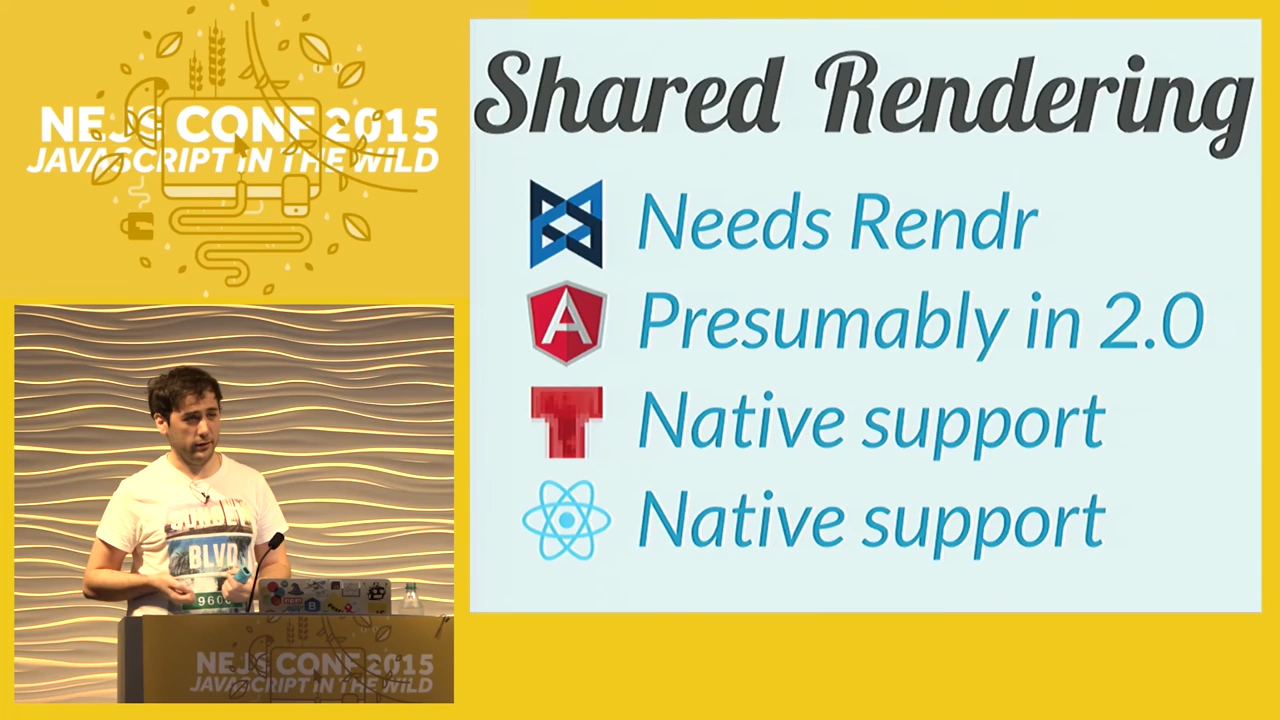 NEJS CONF 2015
JAVASCRIPT IN THE WILD
Shared Rendering
Needs Rendr
A
Presumably in 2.0
T
Native support
Native support
BLVD
960
NEJS CONF 2015
JAVASCRIPT IN THE WILD